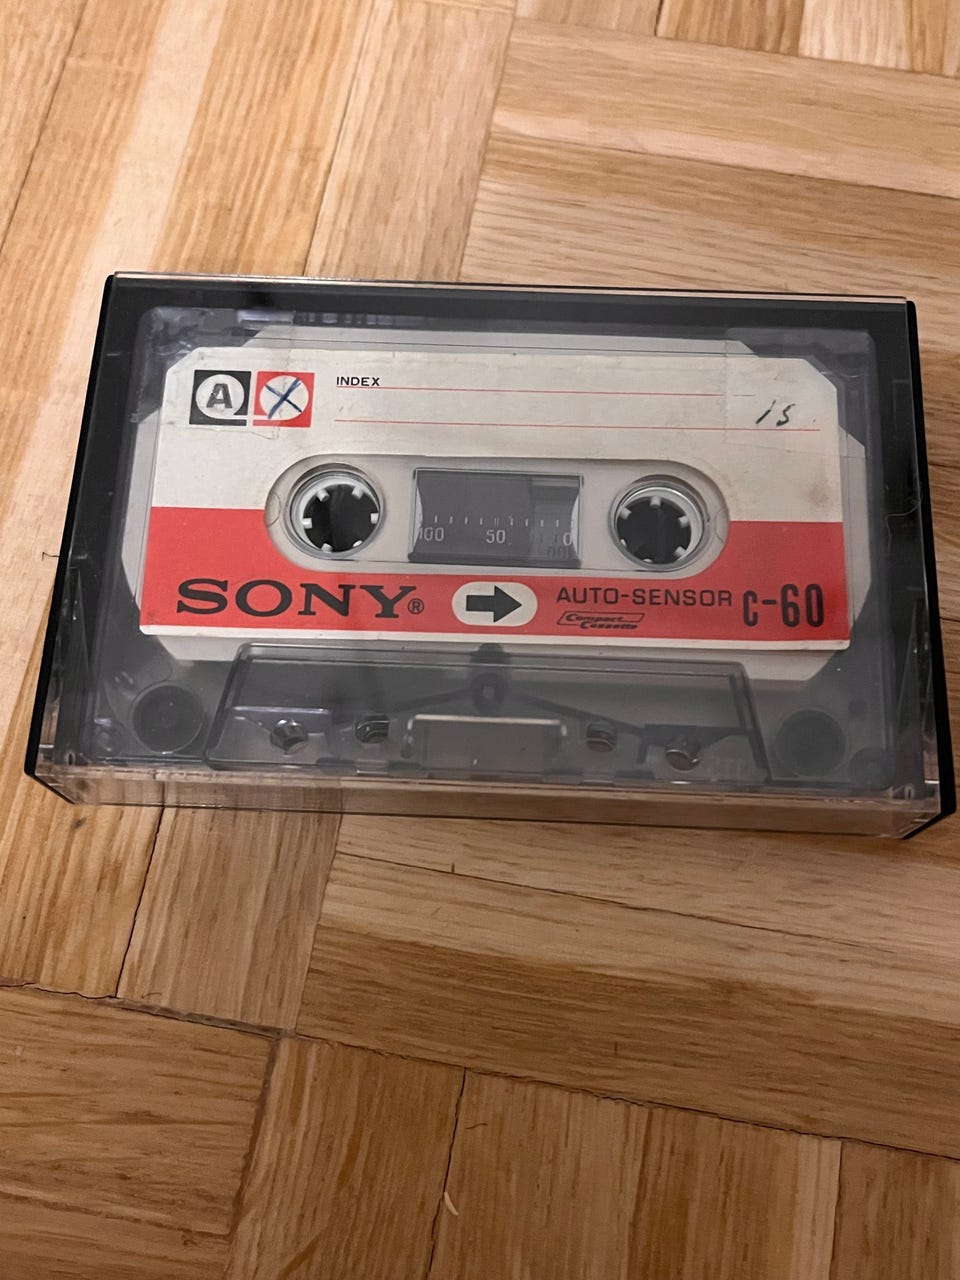 A X INDEX
15
100 50 0
SONY® AUTO-SENSOR C-60
Compact Cassette